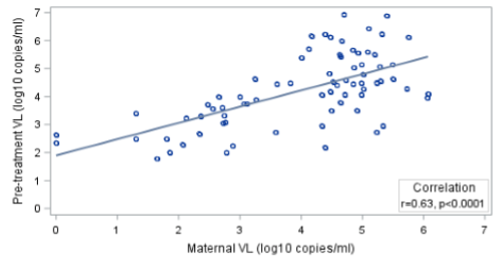 Pre-treatment VL (log10 copies/ml)
7
6
5
4
3
2
1
0
Correlation
r=0.63, p<0.0001
0 1 2 3 4 5 6 7
Maternal VL (log10 copies/ml)